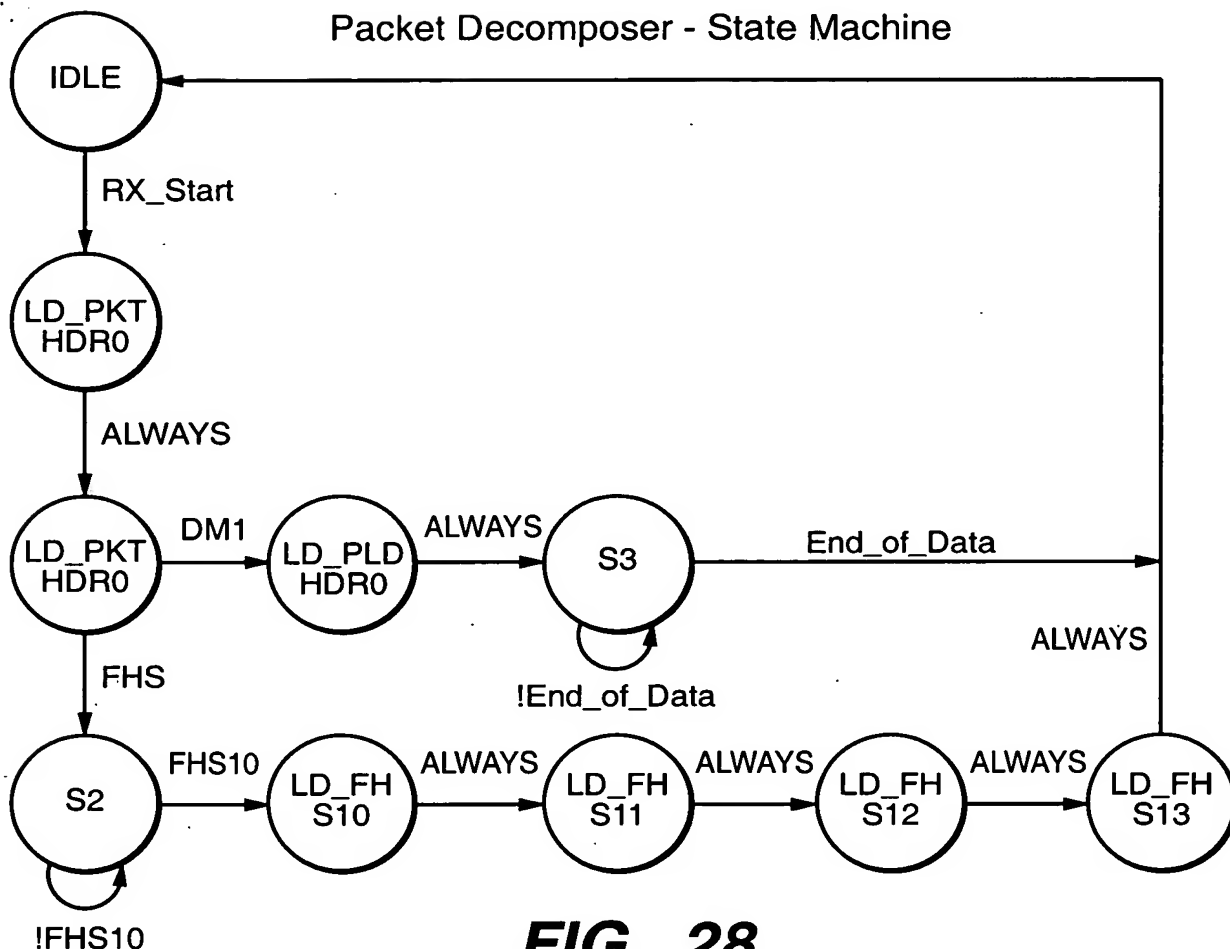 Packet Decomposer - State Machine
IDLE
RX_Start
LD_PKT
HDR0
ALWAYS
LD_PKT
HDR0
DM1
LD_PLD
HDR0
ALWAYS
S3
End_of_Data
!End_of_Data
ALWAYS
FHS
S2
FHS10
LD_FH
S10
ALWAYS
LD_FH
S11
ALWAYS
LD_FH
S12
ALWAYS
LD_FH
S13
!FHS10
FIG._28